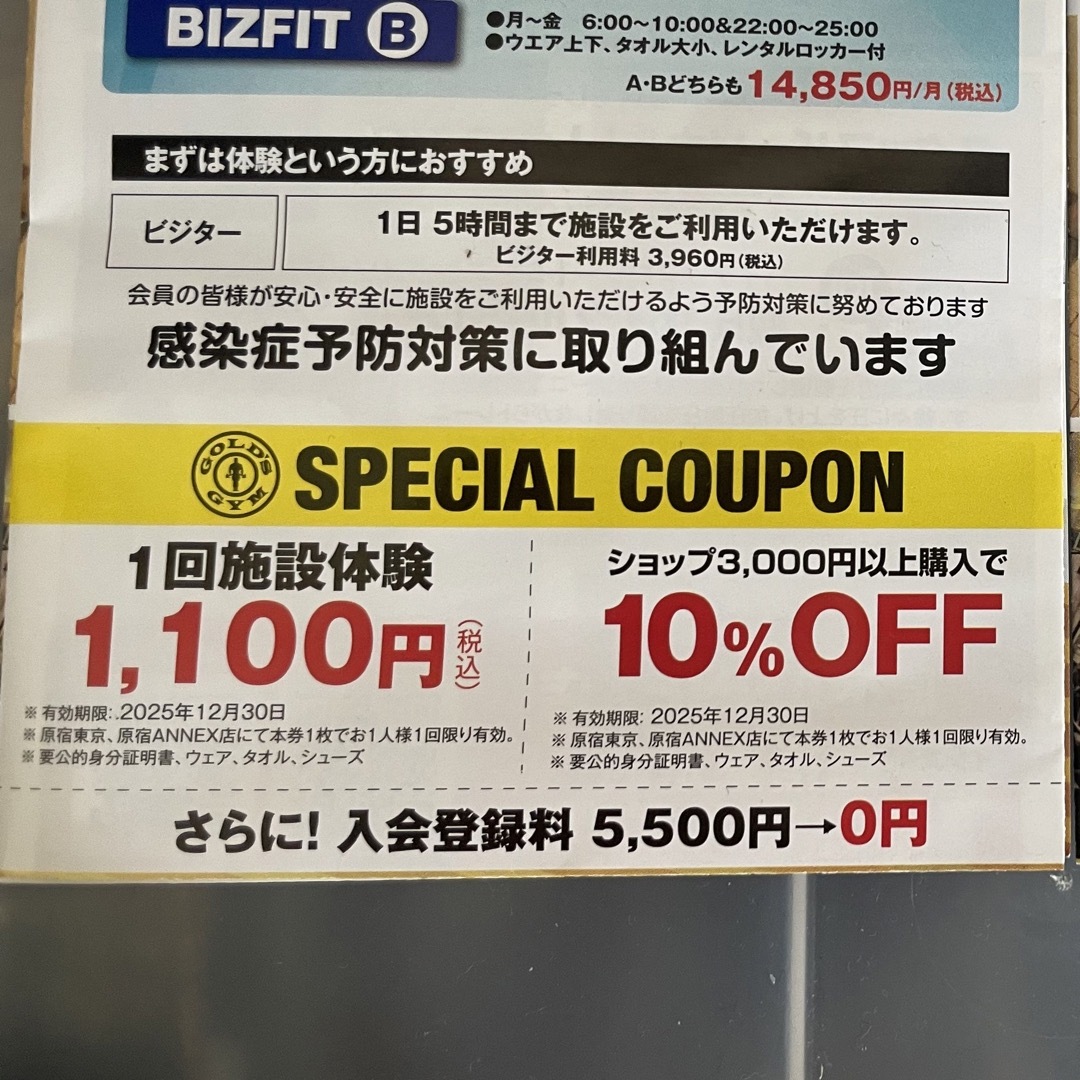 BIZFIT B
●月〜金 6:00〜10:00&22:00〜25:00
●ウエア上下、タオル大小、レンタルロッカー付
A・Bどちらも14,850円/月(税込)
まずは体験という方におすすめ
ビジター
1日 5時間まで施設をご利用いただけます。
ビジター利用料 3,960円(税込)
会員の皆様が安心・安全に施設をご利用いただけるよう予防対策に努めております
感染症予防対策に取り組んでいます
GOLD'S GYM
SPECIAL COUPON
1回施設体験
1,100円(税込)
※有効期限:.2025年12月30日
※原宿東京、原宿ANNEX店にて本券1枚でお1人様1回限り有効。
※要公的身分証明書、ウェア、タオル、シューズ
ショップ3,000円以上購入で
10%OFF
※有効期限: 2025年12月30日
※原宿東京、原宿ANNEX店にて本券1枚でお1人様1回限り有効。
※要公的身分証明書、ウェア、タオル、シューズ
さらに! 入会登録料 5,500円→0円